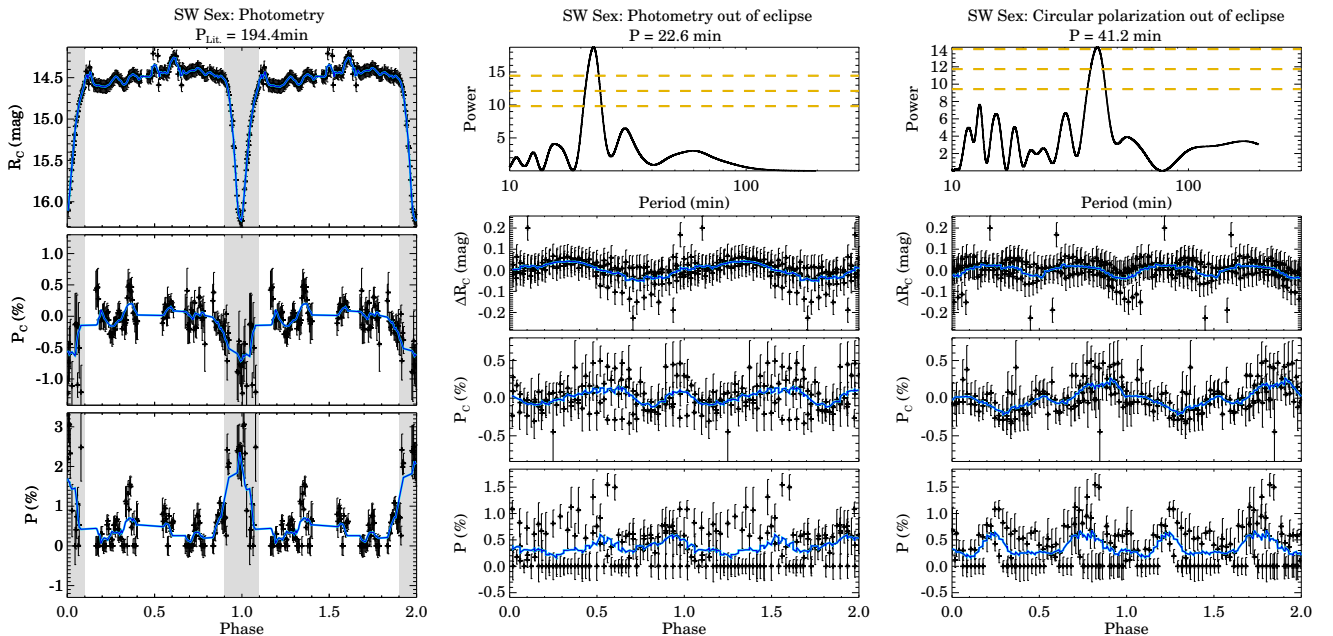 SW Sex: Photometry
P_Lit. = 194.4min
14.5
15.0
15.5
16.0
R_C (mag)
1.0
0.5
0.0
-0.5
-1.0
P_C (%)
3
2
1
0
-1
P (%)
0.0 0.5 1.0 1.5 2.0
Phase
SW Sex: Photometry out of eclipse
P = 22.6 min
15
10
5
Power
10 100
Period (min)
0.2
0.1
0.0
-0.1
-0.2
ΔR_C (mag)
0.5
0.0
-0.5
P_C (%)
1.5
1.0
0.5
0.0
-0.5
P (%)
0.0 0.5 1.0 1.5 2.0
Phase
SW Sex: Circular polarization out of eclipse
P = 41.2 min
14
12
10
8
6
4
2
Power
10 100
Period (min)
0.2
0.1
0.0
-0.1
-0.2
ΔR_C (mag)
0.5
0.0
-0.5
P_C (%)
1.5
1.0
0.5
0.0
-0.5
P (%)
0.0 0.5 1.0 1.5 2.0
Phase